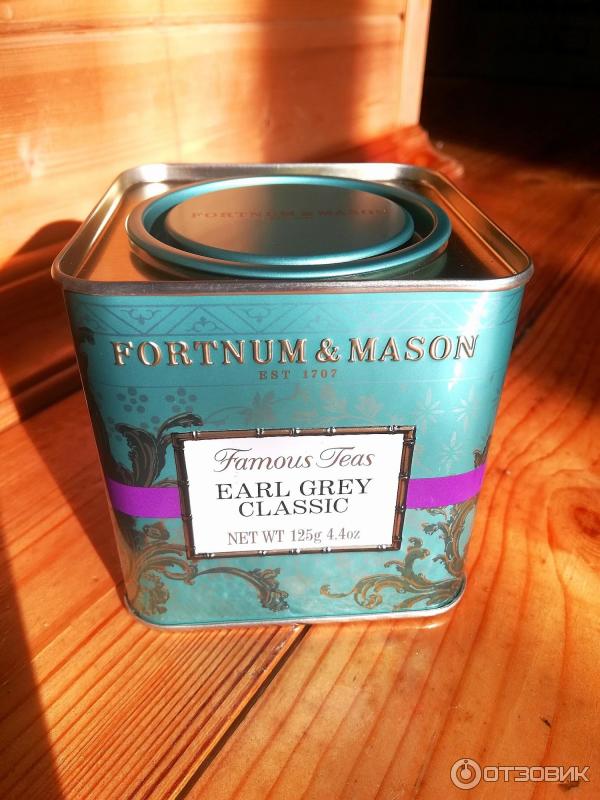 FORTNUM & MASON
FORTNUM & MASON
EST 1707
Famous Teas
EARL GREY
CLASSIC
NET WT 125g 4.4oz
ОТЗОВИК